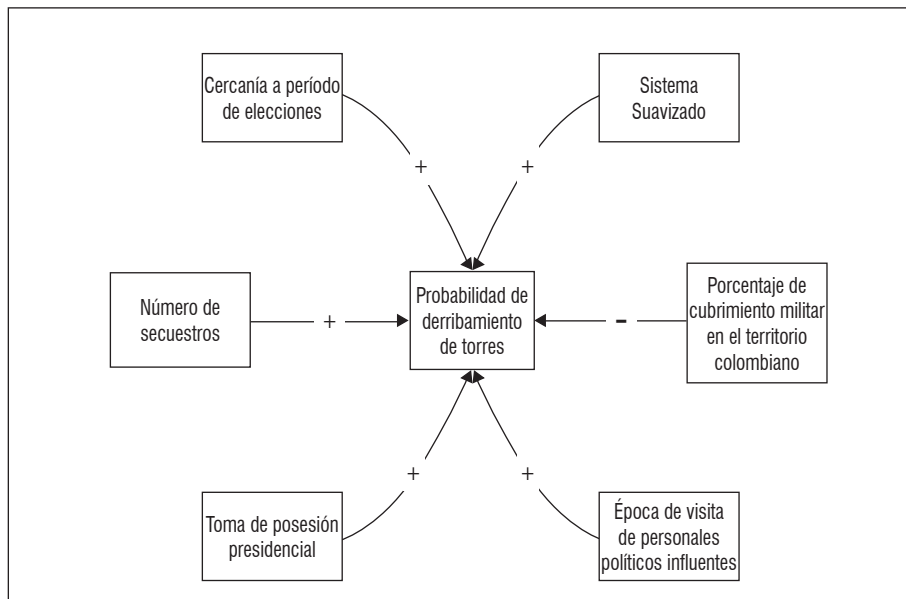 Cercanía a período
de elecciones
Sistema
Suavizado
+
+
Número de
secuestros
+
Probabilidad de
derribamiento
de torres
-
Porcentaje de
cubrimiento militar
en el territorio
colombiano
+
+
Toma de posesión
presidencial
Época de visita
de personales
políticos influentes